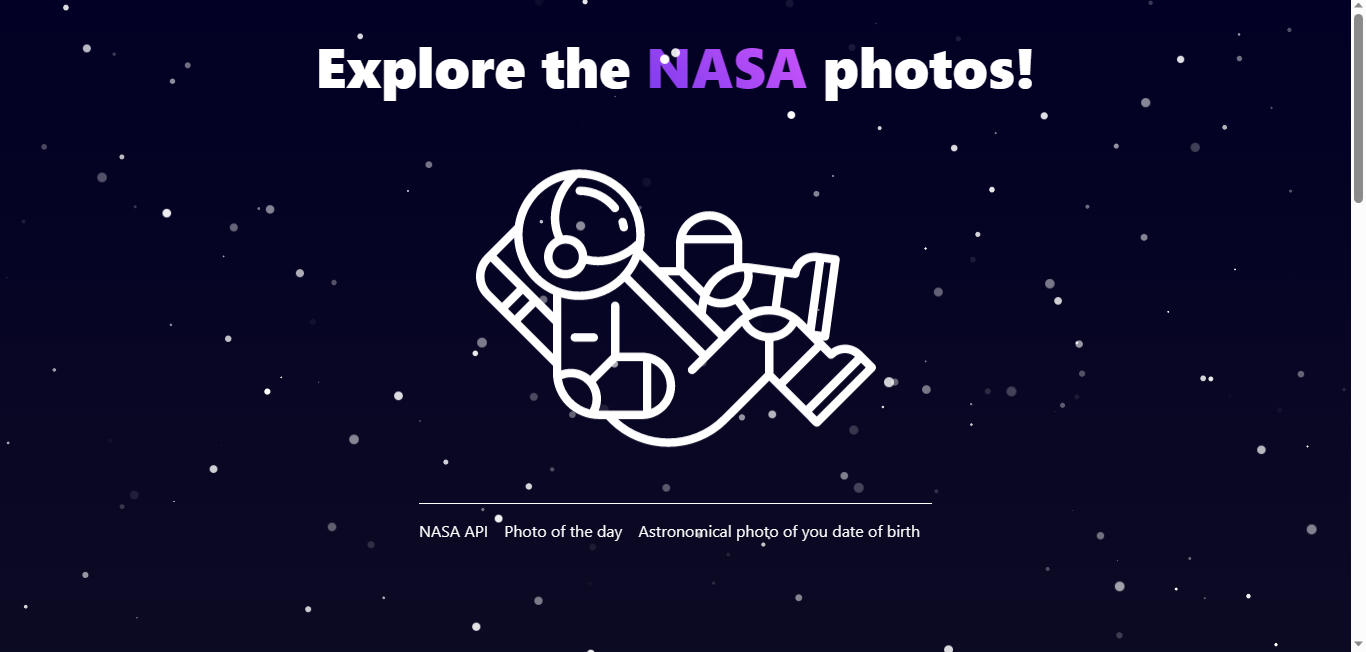 Explore the NASA photos!
NASA API Photo of the day Astronomical photo of you date of birth